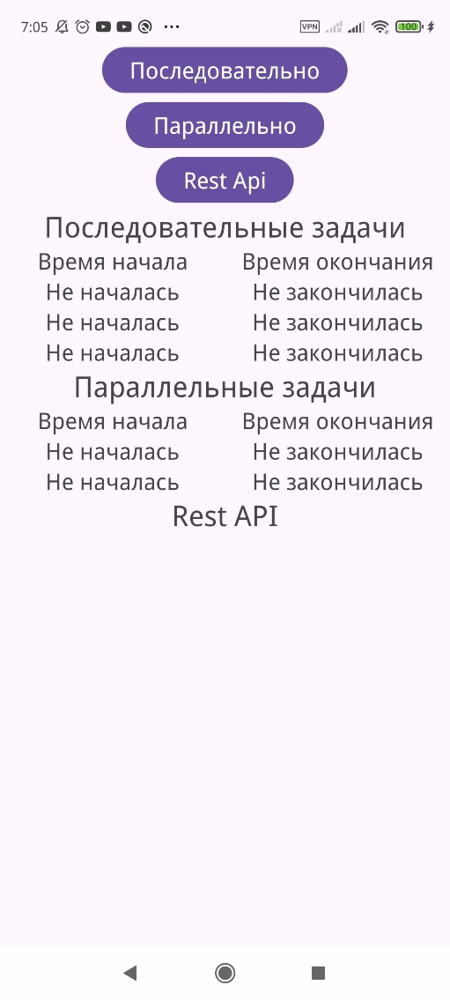 7:05 VPN 100
Последовательно
Параллельно
Rest Api
Последовательные задачи
Время начала Время окончания
Не началась Не закончилась
Не началась Не закончилась
Не началась Не закончилась
Параллельные задачи
Время начала Время окончания
Не началась Не закончилась
Не началась Не закончилась
Rest API